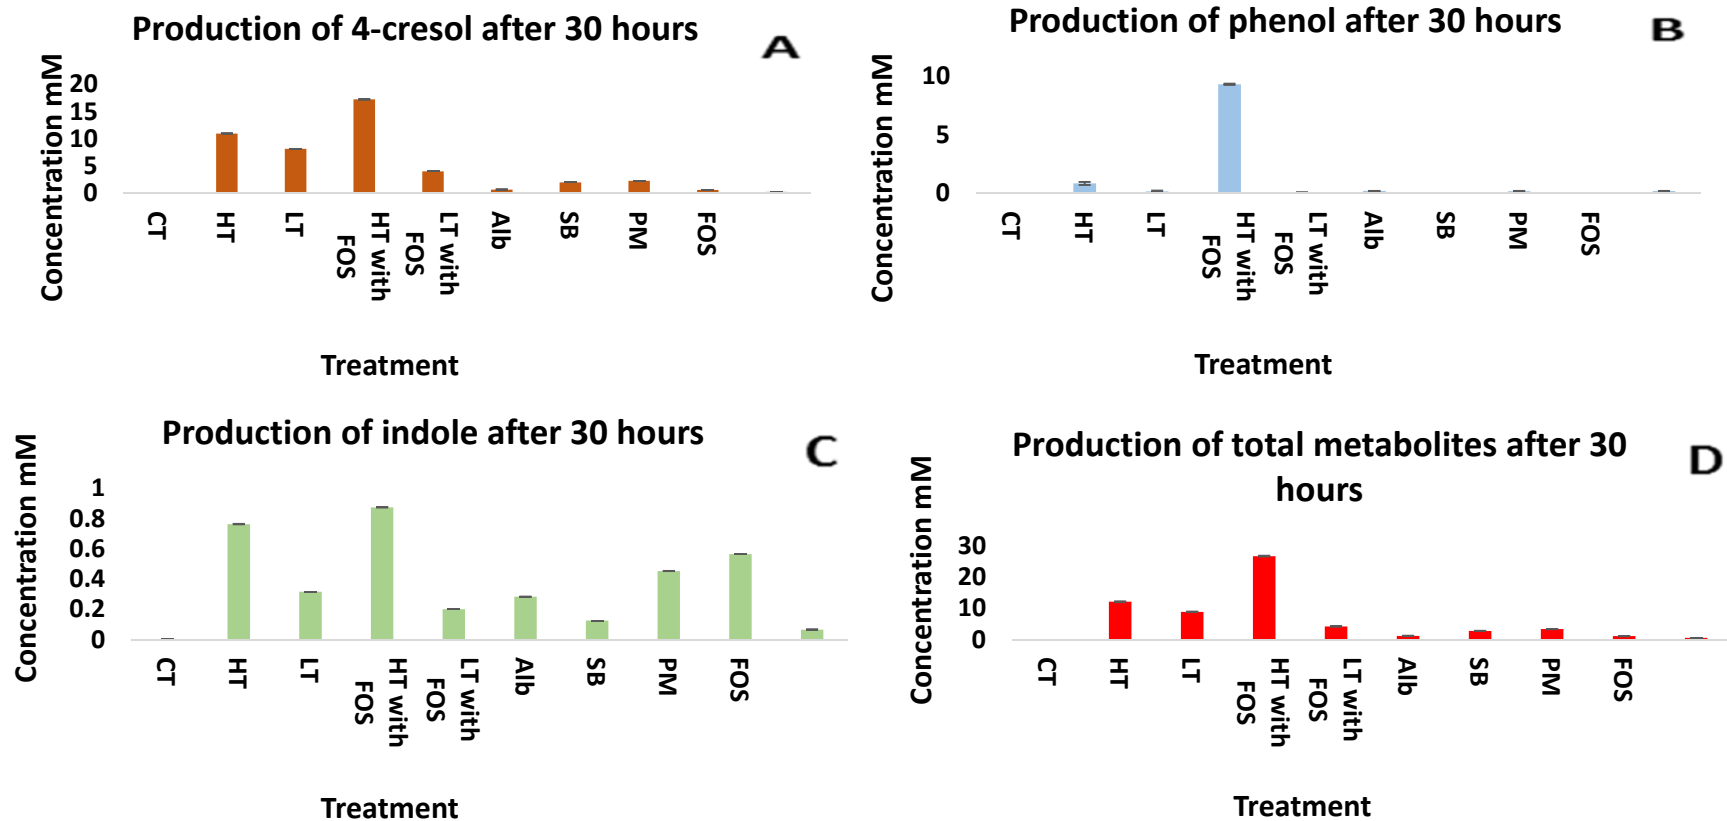 Production of 4-cresol after 30 hours
A
Concentration mM
20
15
10
5
0
CT
HT
LT
HT with
FOS
LT with
FOS
Alb
SB
PM
FOS
Treatment
Production of phenol after 30 hours
B
Concentration mM
10
5
0
CT
HT
LT
HT with
FOS
LT with
FOS
Alb
SB
PM
FOS
Treatment
Production of indole after 30 hours
C
Concentration mM
1
0.8
0.6
0.4
0.2
0
CT
HT
LT
HT with
FOS
LT with
FOS
Alb
SB
PM
FOS
Treatment
Production of total metabolites after 30
hours
D
Concentration mM
30
20
10
0
CT
HT
LT
HT with
FOS
LT with
FOS
Alb
SB
PM
FOS
Treatment